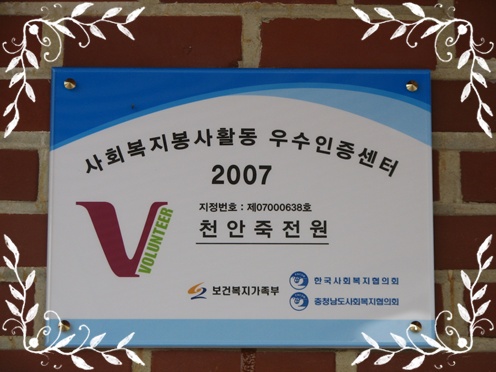 사회복지봉사활동 우수인증센터
2007
지정번호 : 제07000638호
천안죽전원
VOLUNTEER
보건복지가족부
한국사회복지협의회
충청남도사회복지협의회